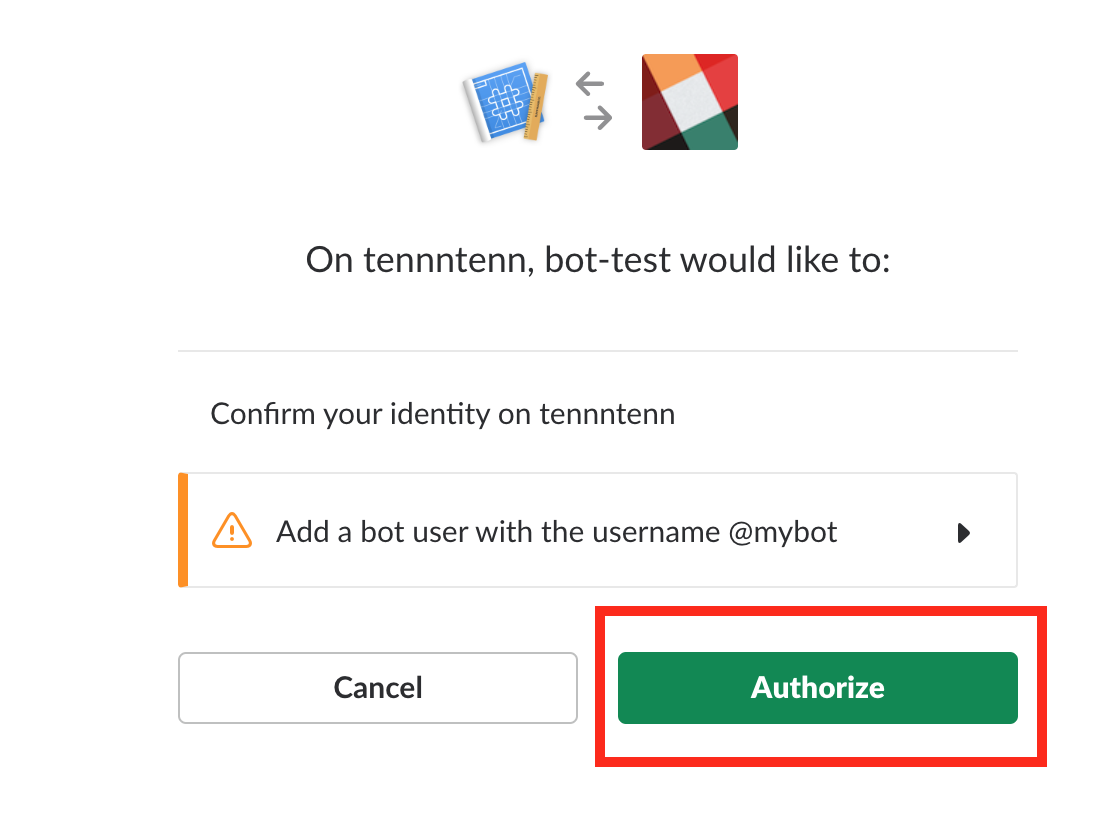 On tennntenn, bot-test would like to:
Confirm your identity on tennntenn
Add a bot user with the username @mybot
Cancel
Authorize